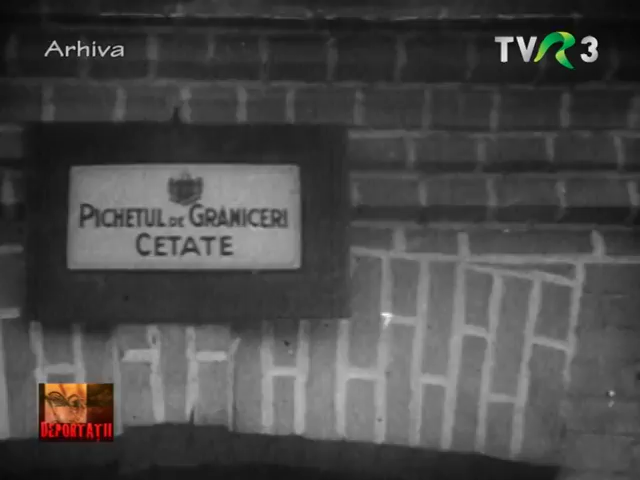 Arhiva
TVR3
PICHETUL DE GRANICERI
CETATE
DEPORTAȚII